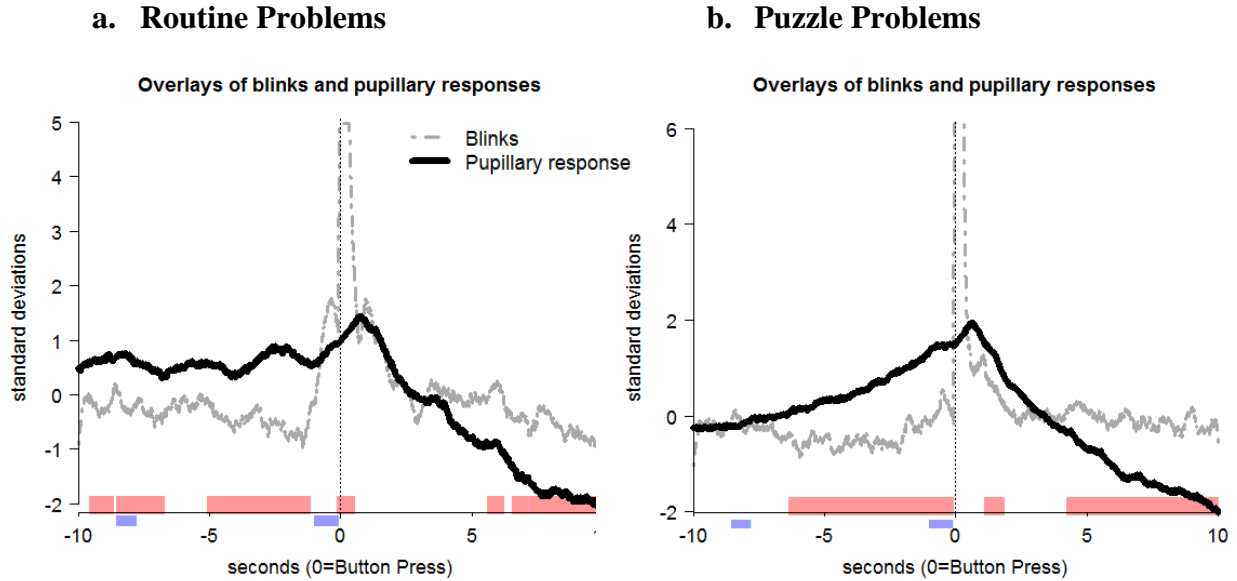 a. Routine Problems
b. Puzzle Problems
Overlays of blinks and pupillary responses
5
4
3
2
1
0
-1
-2
standard deviations
Blinks
Pupillary response
-10
-5
0
5
1
seconds (0=Button Press)
Overlays of blinks and pupillary responses
6
4
2
0
-2
standard deviations
-10
-5
0
5
10
seconds (0=Button Press)